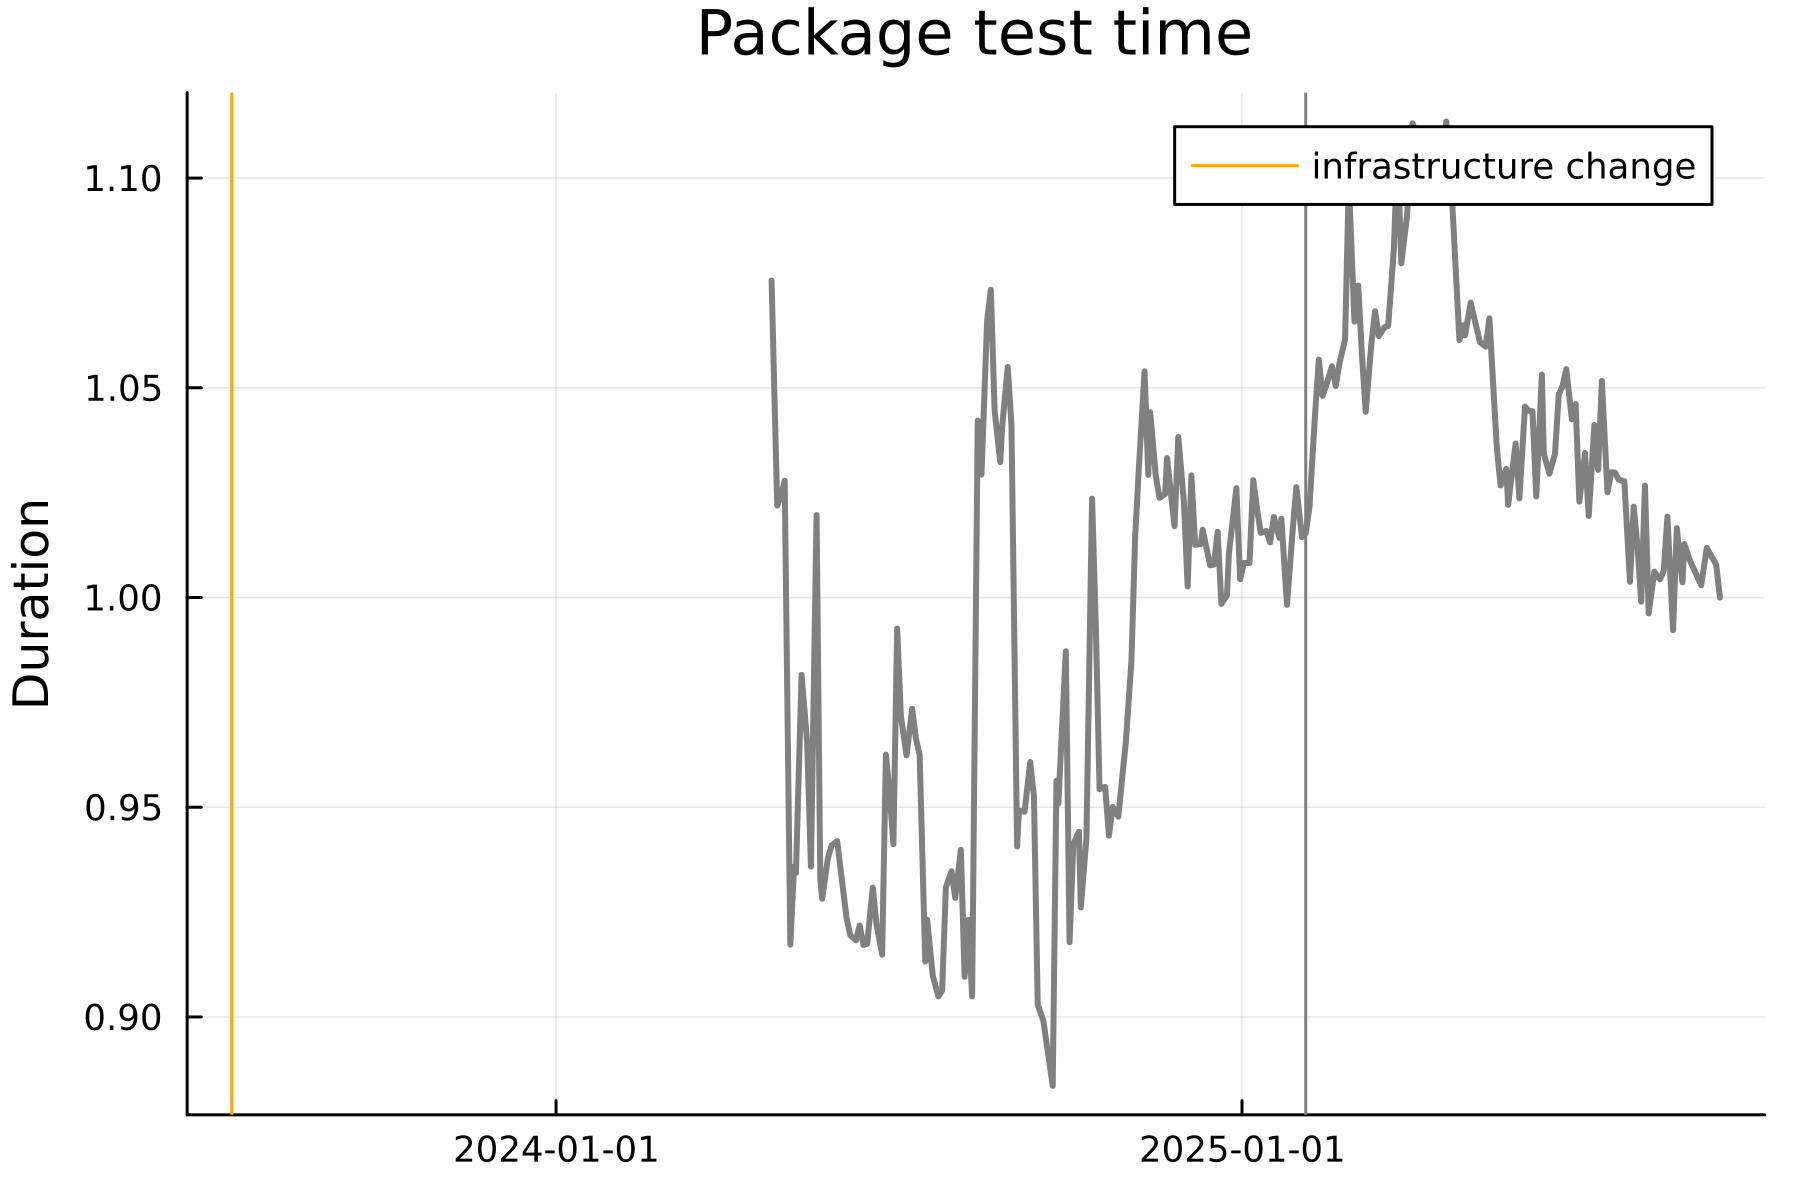 Package test time
infrastructure change
Duration
1.10
1.05
1.00
0.95
0.90
2024-01-01
2025-01-01